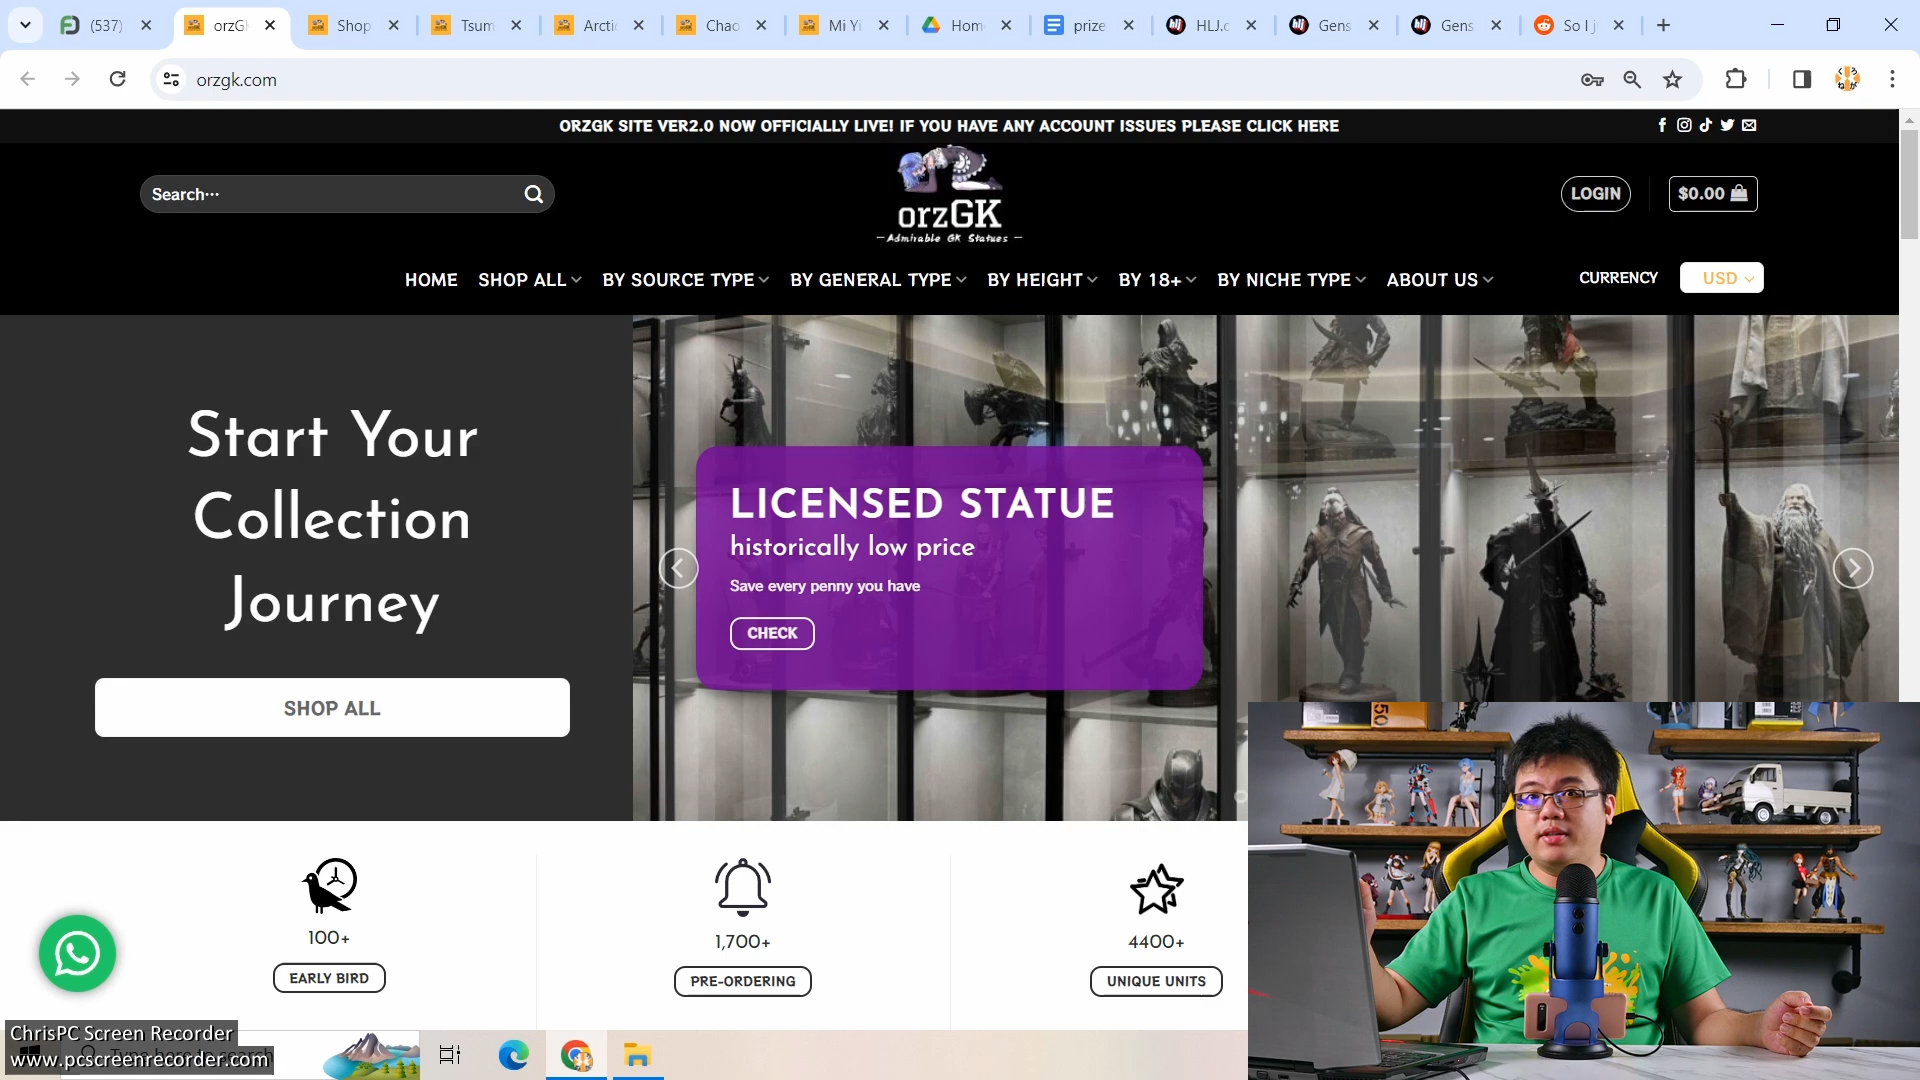 (537)
orzG
Shop
Tsum
Arctic
Chao
Mi Yi
Hom
prize
HLJ.c
Gens
Gens
So I j
orzgk.com
ORZGK SITE VER2.0 NOW OFFICIALLY LIVE! IF YOU HAVE ANY ACCOUNT ISSUES PLEASE CLICK HERE
Search···
orzGK
Admirable GK Statues
LOGIN
$0.00
HOME
SHOP ALL
BY SOURCE TYPE
BY GENERAL TYPE
BY HEIGHT
BY 18+
BY NICHE TYPE
ABOUT US
CURRENCY
USD
Start Your
Collection
Journey
SHOP ALL
LICENSED STATUE
historically low price
Save every penny you have
CHECK
100+
EARLY BIRD
1,700+
PRE-ORDERING
4400+
UNIQUE UNITS
ChrisPC Screen Recorder
www.pcscreenrecorder.com